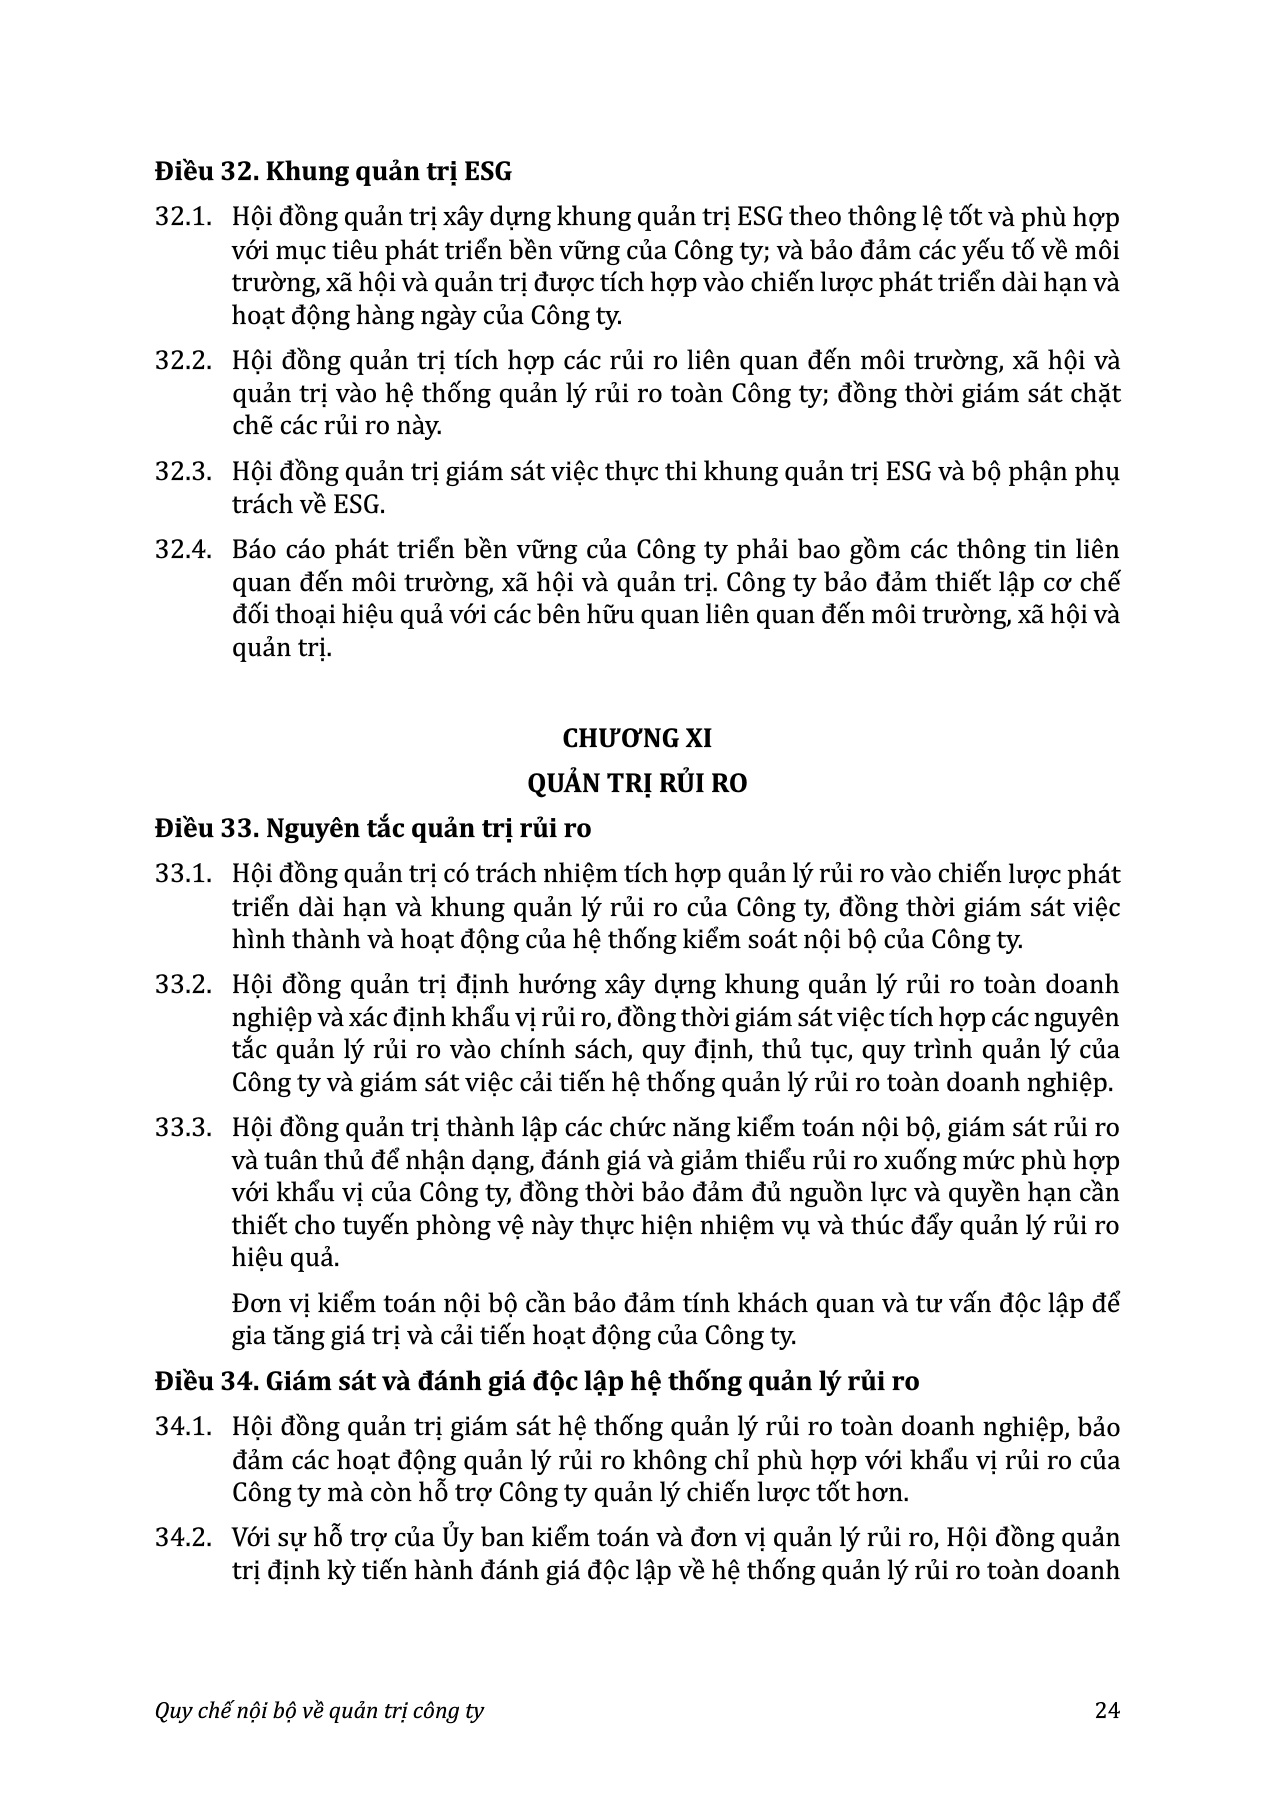 Điều 32. Khung quản trị ESG
32.1. Hội đồng quản trị xây dựng khung quản trị ESG theo thông lệ tốt và phù hợp
với mục tiêu phát triển bền vững của Công ty; và bảo đảm các yếu tố về môi
trường, xã hội và quản trị được tích hợp vào chiến lược phát triển dài hạn và
hoạt động hàng ngày của Công ty.
32.2. Hội đồng quản trị tích hợp các rủi ro liên quan đến môi trường, xã hội và
quản trị vào hệ thống quản lý rủi ro toàn Công ty; đồng thời giám sát chặt
chẽ các rủi ro này.
32.3. Hội đồng quản trị giám sát việc thực thi khung quản trị ESG và bộ phận phụ
trách về ESG.
32.4. Báo cáo phát triển bền vững của Công ty phải bao gồm các thông tin liên
quan đến môi trường, xã hội và quản trị. Công ty bảo đảm thiết lập cơ chế
đối thoại hiệu quả với các bên hữu quan liên quan đến môi trường, xã hội và
quản trị.
CHƯƠNG XI
QUẢN TRỊ RỦI RO
Điều 33. Nguyên tắc quản trị rủi ro
33.1. Hội đồng quản trị có trách nhiệm tích hợp quản lý rủi ro vào chiến lược phát
triển dài hạn và khung quản lý rủi ro của Công ty, đồng thời giám sát việc
hình thành và hoạt động của hệ thống kiểm soát nội bộ của Công ty.
33.2. Hội đồng quản trị định hướng xây dựng khung quản lý rủi ro toàn doanh
nghiệp và xác định khẩu vị rủi ro, đồng thời giám sát việc tích hợp các nguyên
tắc quản lý rủi ro vào chính sách, quy định, thủ tục, quy trình quản lý của
Công ty và giám sát việc cải tiến hệ thống quản lý rủi ro toàn doanh nghiệp.
33.3. Hội đồng quản trị thành lập các chức năng kiểm toán nội bộ, giám sát rủi ro
và tuân thủ để nhận dạng, đánh giá và giảm thiểu rủi ro xuống mức phù hợp
với khẩu vị của Công ty, đồng thời bảo đảm đủ nguồn lực và quyền hạn cần
thiết cho tuyến phòng vệ này thực hiện nhiệm vụ và thúc đẩy quản lý rủi ro
hiệu quả.
Đơn vị kiểm toán nội bộ cần bảo đảm tính khách quan và tư vấn độc lập để
gia tăng giá trị và cải tiến hoạt động của Công ty.
Điều 34. Giám sát và đánh giá độc lập hệ thống quản lý rủi ro
34.1. Hội đồng quản trị giám sát hệ thống quản lý rủi ro toàn doanh nghiệp, bảo
đảm các hoạt động quản lý rủi ro không chỉ phù hợp với khẩu vị rủi ro của
Công ty mà còn hỗ trợ Công ty quản lý chiến lược tốt hơn.
34.2. Với sự hỗ trợ của Ủy ban kiểm toán và đơn vị quản lý rủi ro, Hội đồng quản
trị định kỳ tiến hành đánh giá độc lập về hệ thống quản lý rủi ro toàn doanh
Quy chế nội bộ về quản trị công ty 24